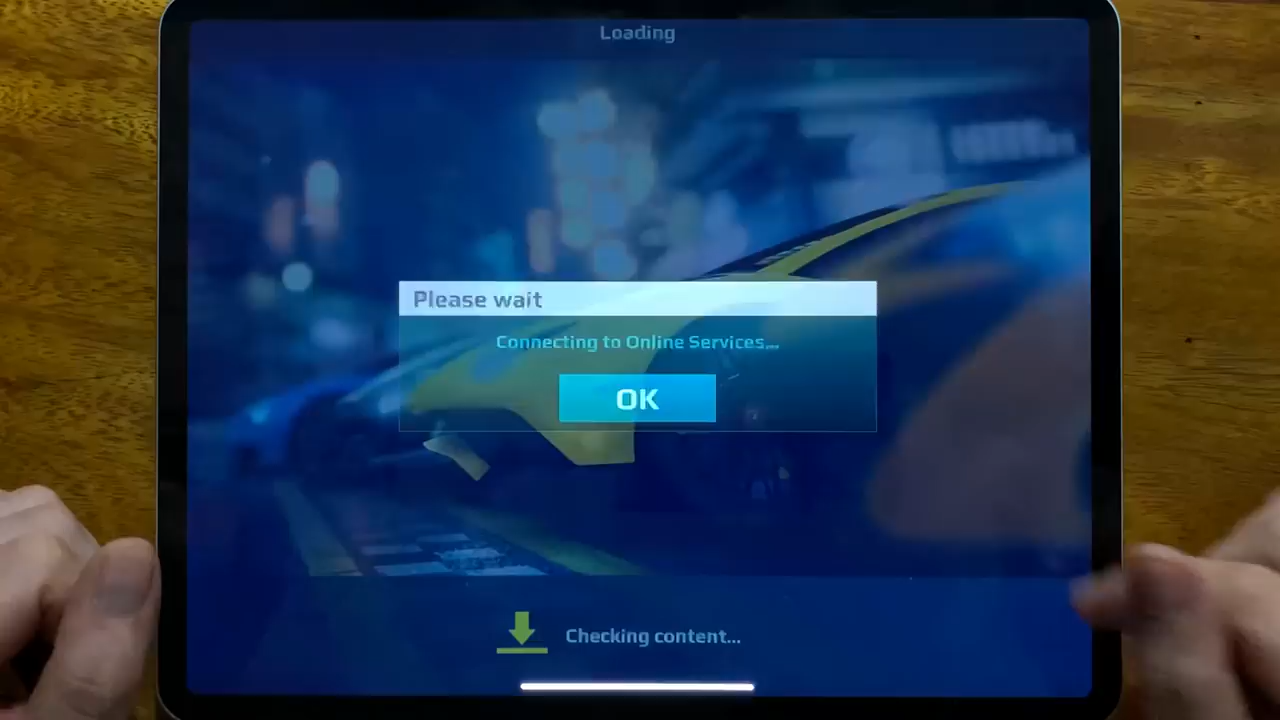 Loading
Please wait
Connecting to Online Services...
OK
Checking content...